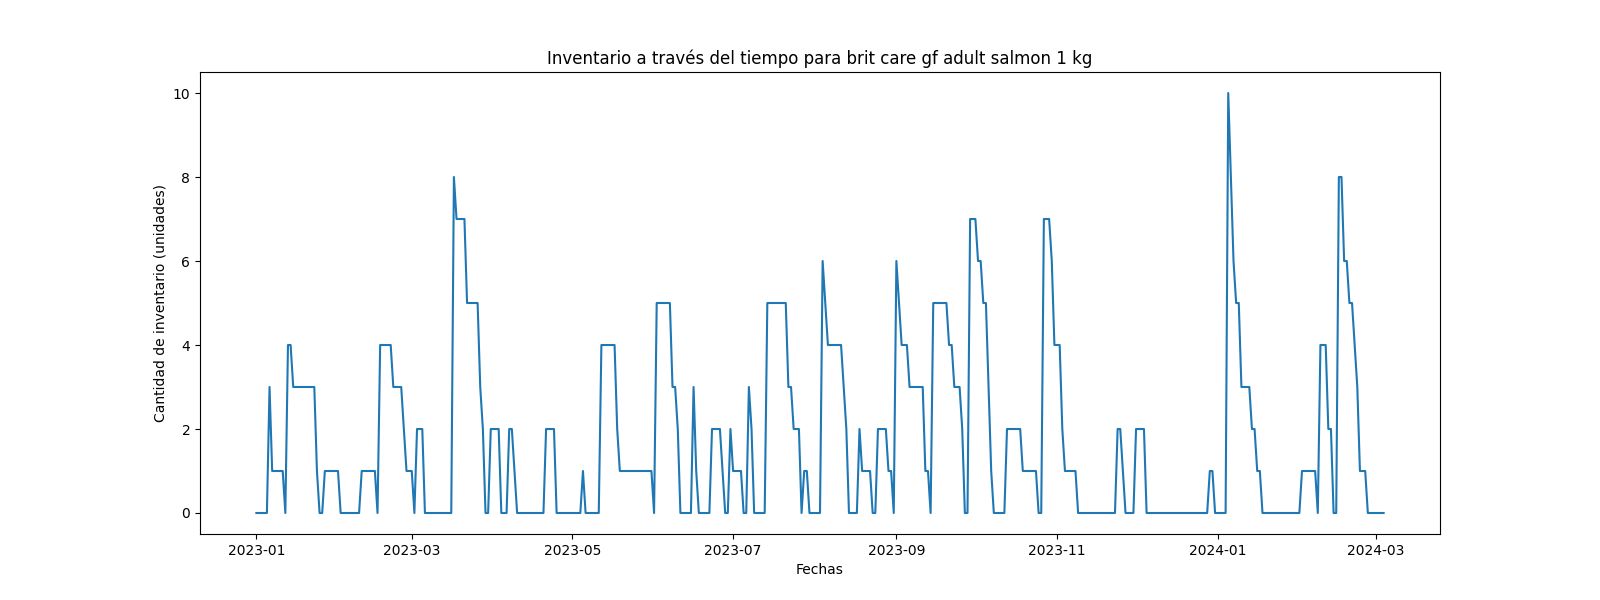 Inventario a través del tiempo para brit care gf adult salmon 1 kg
Cantidad de inventario (unidades)
10
8
6
4
2
0
2023-01 2023-03 2023-05 2023-07 2023-09 2023-11 2024-01 2024-03
Fechas